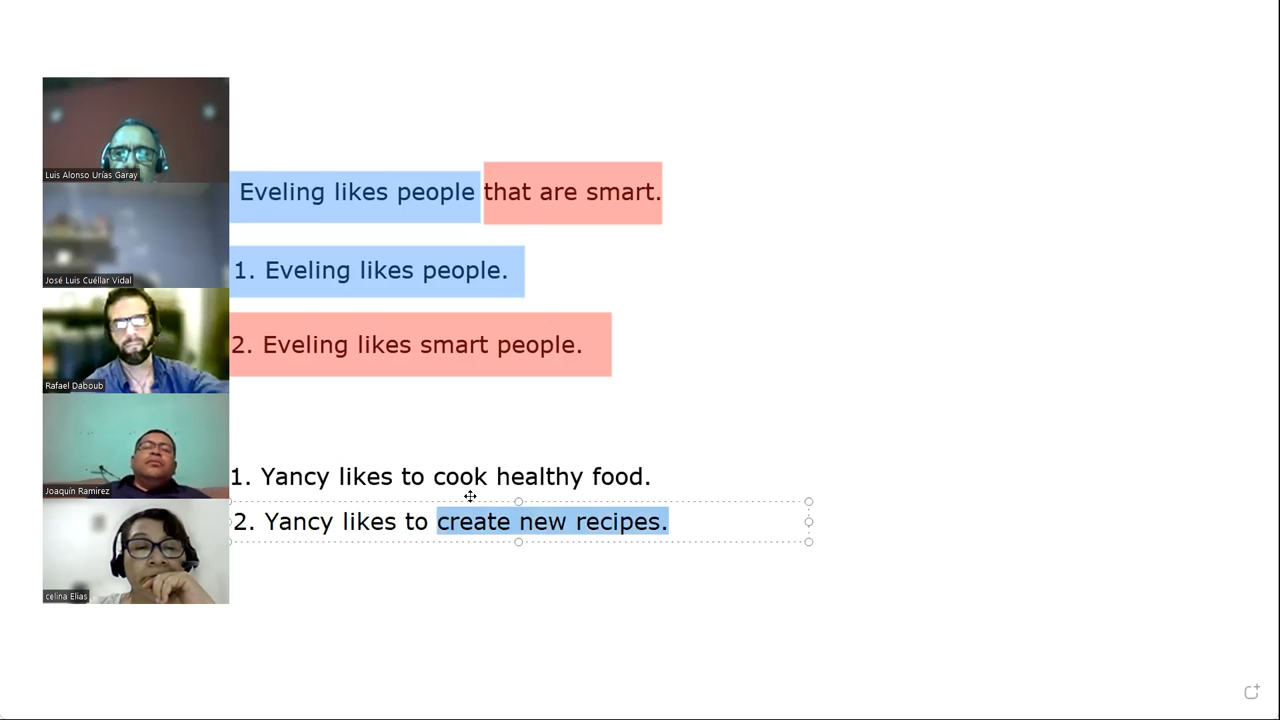 Luis Alonso Urías Garay
José Luis Cuéllar Vidal
Rafael Daboub
Joaquín Ramírez
celina Elias
Eveling likes people that are smart.
1. Eveling likes people.
2. Eveling likes smart people.
1. Yancy likes to cook healthy food.
2. Yancy likes to create new recipes.